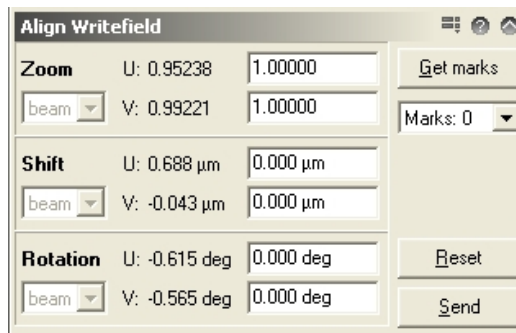 Align Writefield
Zoom U: 0.95238 1.00000 Get marks
beam V: 0.99221 1.00000 Marks: 0
Shift U: 0.688 µm 0.000 µm
beam V: -0.043 µm 0.000 µm
Rotation U: -0.615 deg 0.000 deg Reset
beam V: -0.565 deg 0.000 deg Send